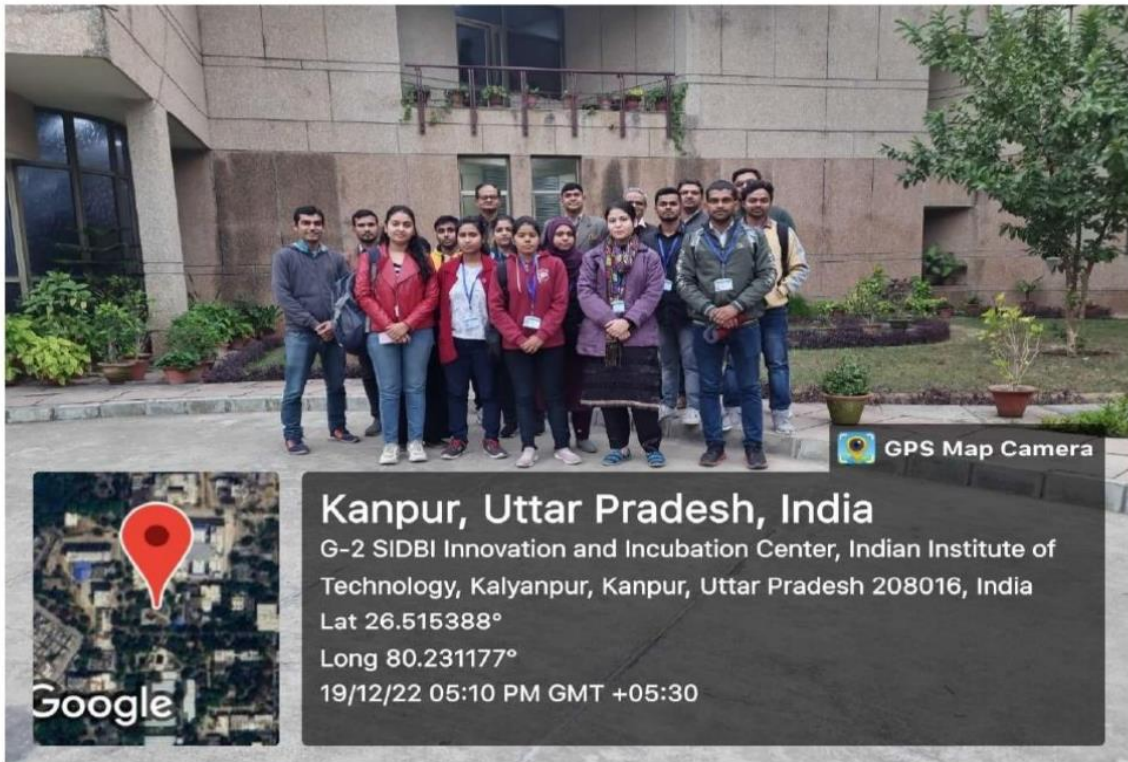 GPS Map Camera
Kanpur, Uttar Pradesh, India
G-2 SIDBI Innovation and Incubation Center, Indian Institute of
Technology, Kalyanpur, Kanpur, Uttar Pradesh 208016, India
Lat 26.515388°
Long 80.231177°
19/12/22 05:10 PM GMT +05:30
Google